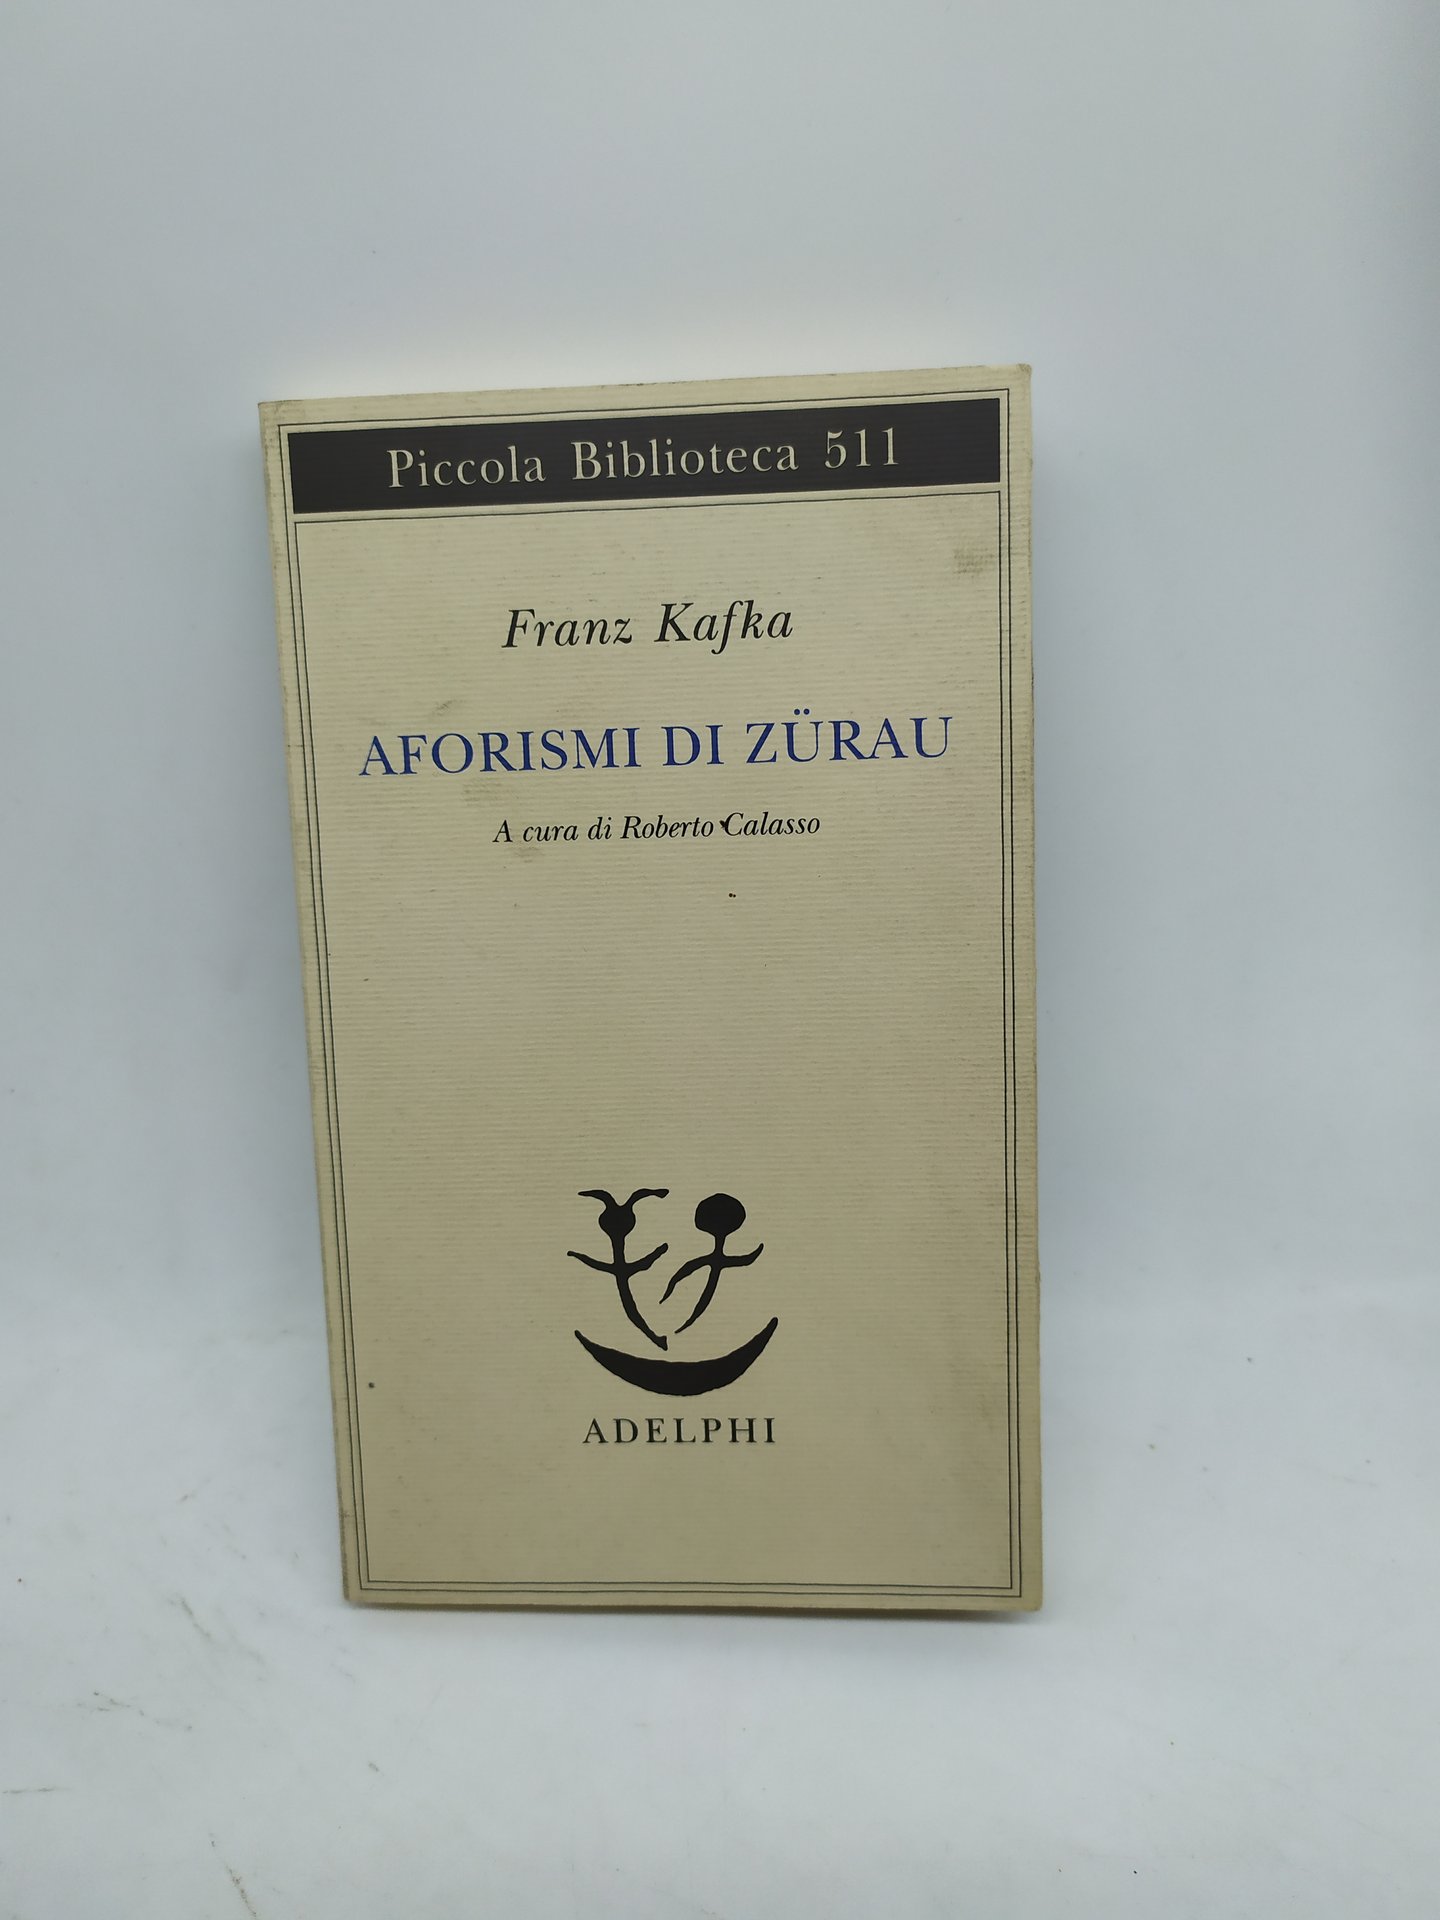 Piccola Biblioteca 511
Franz Kafka
AFORISMI DI ZÜRAU
A cura di Roberto Calasso
ADELPHI